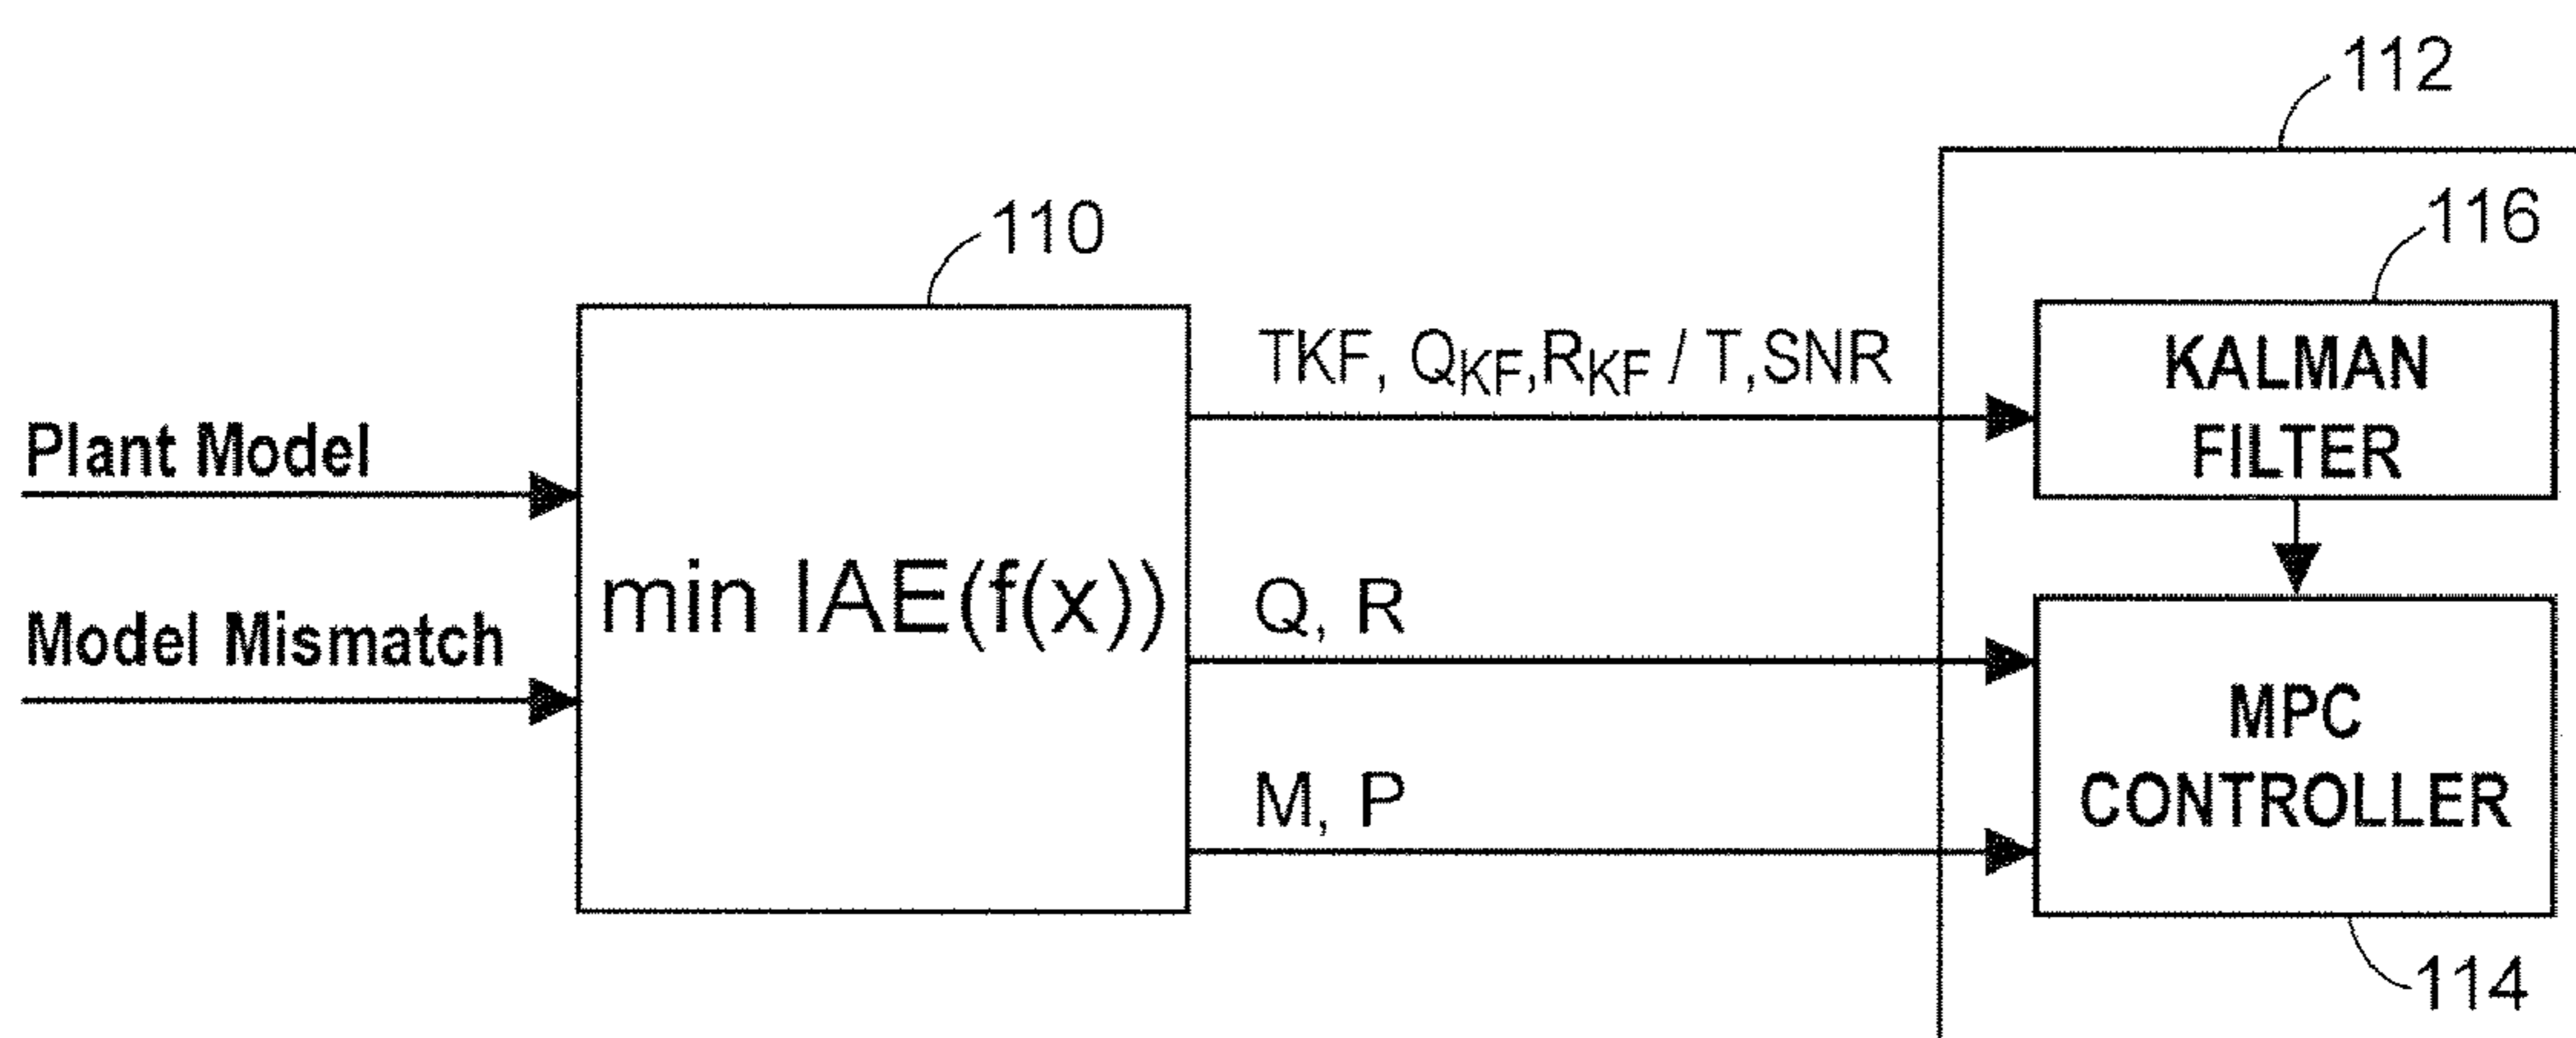 112
116
110
TKF, QKF,RKF / T,SNR
KALMAN
FILTER
Plant Model
min IAE(f(x))
Model Mismatch
Q, R
MPC
CONTROLLER
M, P
114